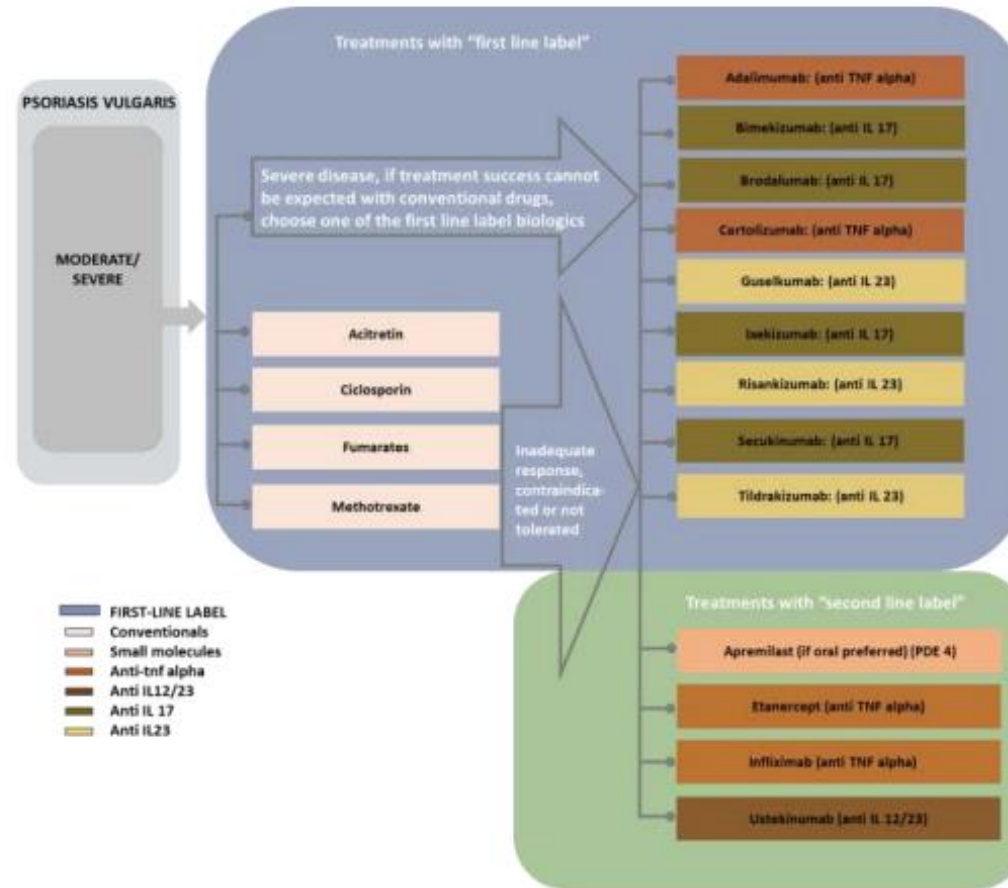 Treatments with "first line label"
PSORIASIS VULGARIS
MODERATE/
SEVERE
Severe disease, if treatment success cannot
be expected with conventional drugs,
choose one of the first line label biologics
Acitretin
Ciclosporin
Fumarates
Methotrexate
Inadequate
response,
contraindica-
ted or not
tolerated
Adalimumab: (anti TNF alpha)
Bimekizumab: (anti IL 17)
Brodalumab: (anti IL 17)
Certolizumab: (anti TNF alpha)
Guselkumab: (anti IL 23)
Isekizumab: (anti IL 17)
Risankizumab: (anti IL 23)
Secukinumab: (anti IL 17)
Tildrakizumab: (anti IL 23)
Treatments with "second line label"
Apremilast (if oral preferred) (PDE 4)
Etanercept (anti TNF alpha)
Infliximab (anti TNF alpha)
Ustekinumab (anti IL 12/23)
FIRST-LINE LABEL
Conventionals
Small molecules
Anti-tnf alpha
Anti IL12/23
Anti IL 17
Anti IL23